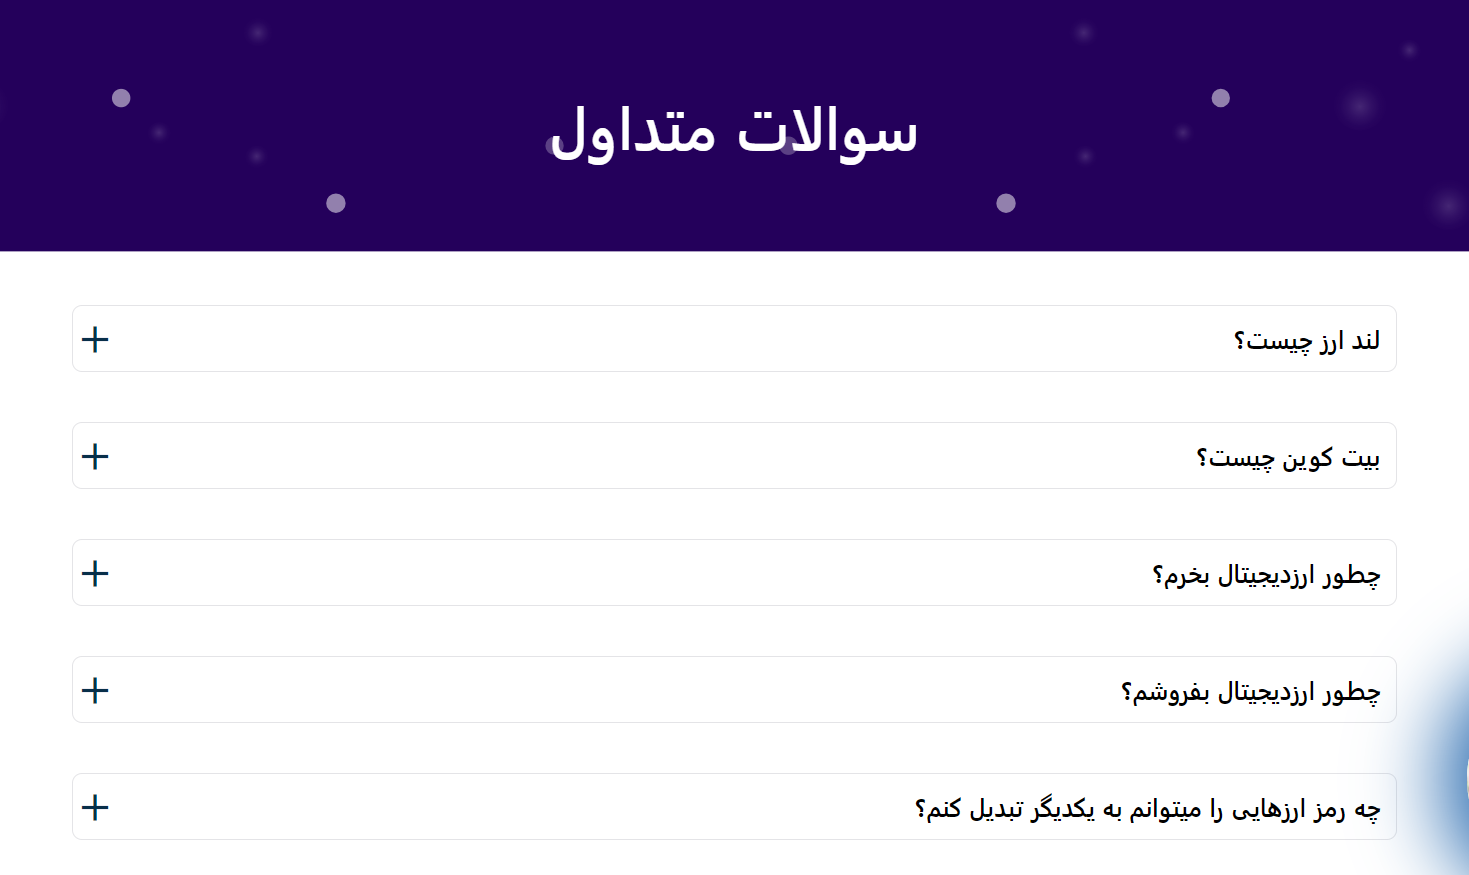 سوالات متداول
لند ارز چیست؟
بیت کوین چیست؟
چطور ارزدیجیتال بخرم؟
چطور ارزدیجیتال بفروشم؟
چه رمز ارزهایی را میتوانم به یکدیگر تبدیل کنم؟